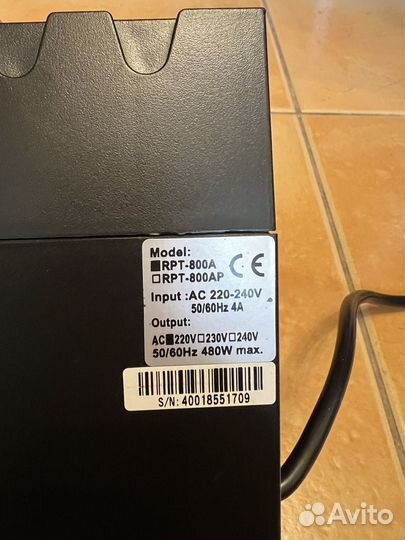 Model:
■RPT-800A
□RPT-800AP
CE
Input :AC 220-240V
50/60Hz 4A
Output:
AC■220V□230V□240V
50/60Hz 480W max.
S/N: 40018551709
Avito